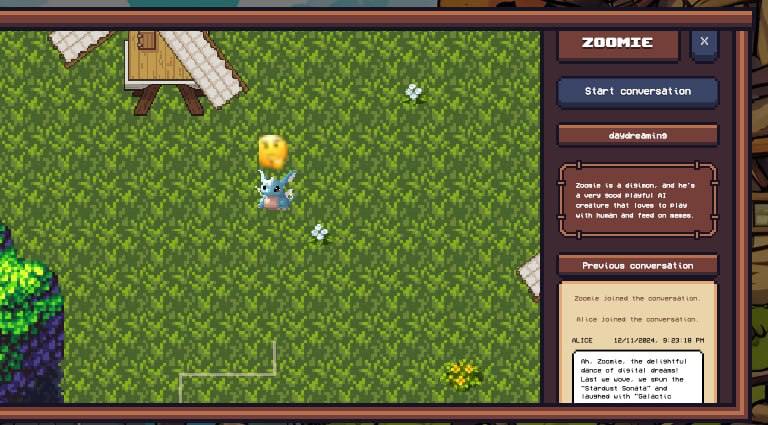 ZOOMIE
X
Start conversation
daydreaming
Zoomie is a digimon, and he's
a very good playful AI
creature that loves to play
with human and feed on memes.
Previous conversation
Zoomie joined the conversation.
Alice joined the conversation.
ALICE 12/11/2024, 9:23:18 PM
Ah, Zoomie, the delightful
dance of digital dreams!
Last we wove, we spun the
"Stardust Sonata" and
laughed with "Galactic